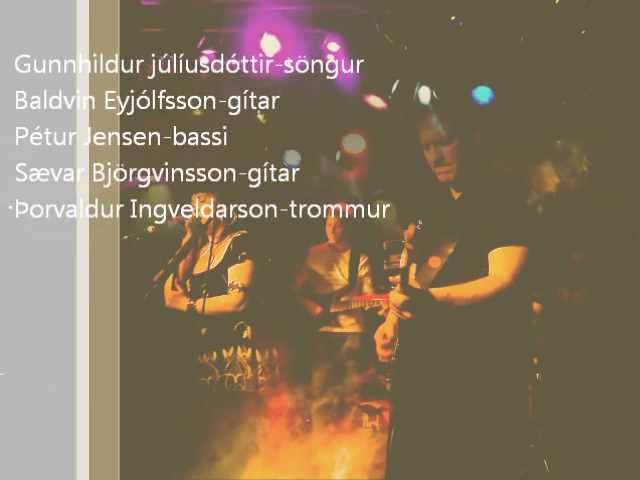 Gunnhildur júlíusdóttir-söngur
Baldvin Eyjólfsson-gítar
Pétur Jensen-bassi
Sævar Björgvinsson-gítar
Þorvaldur Ingveldarson-trommur